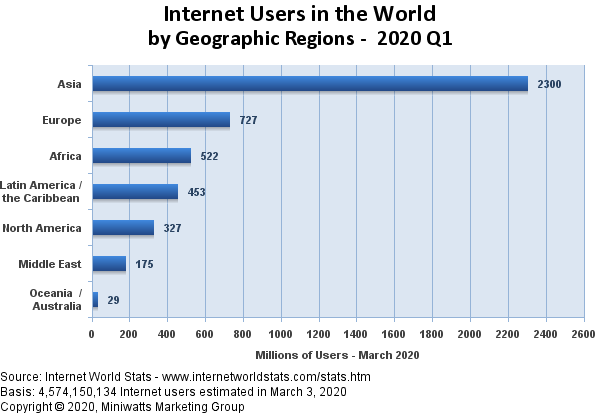 Internet Users in the World
by Geographic Regions - 2020 Q1
Asia
2300
Europe
727
Africa
522
Latin America /
the Caribbean
453
North America
327
Middle East
175
Oceania /
Australia
29
0 200 400 600 800 1000 1200 1400 1600 1800 2000 2200 2400 2600
Millions of Users - March 2020
Source: Internet World Stats - www.internetworldstats.com/stats.htm
Basis: 4,574,150,134 Internet users estimated in March 3, 2020
Copyright © 2020, Miniwatts Marketing Group